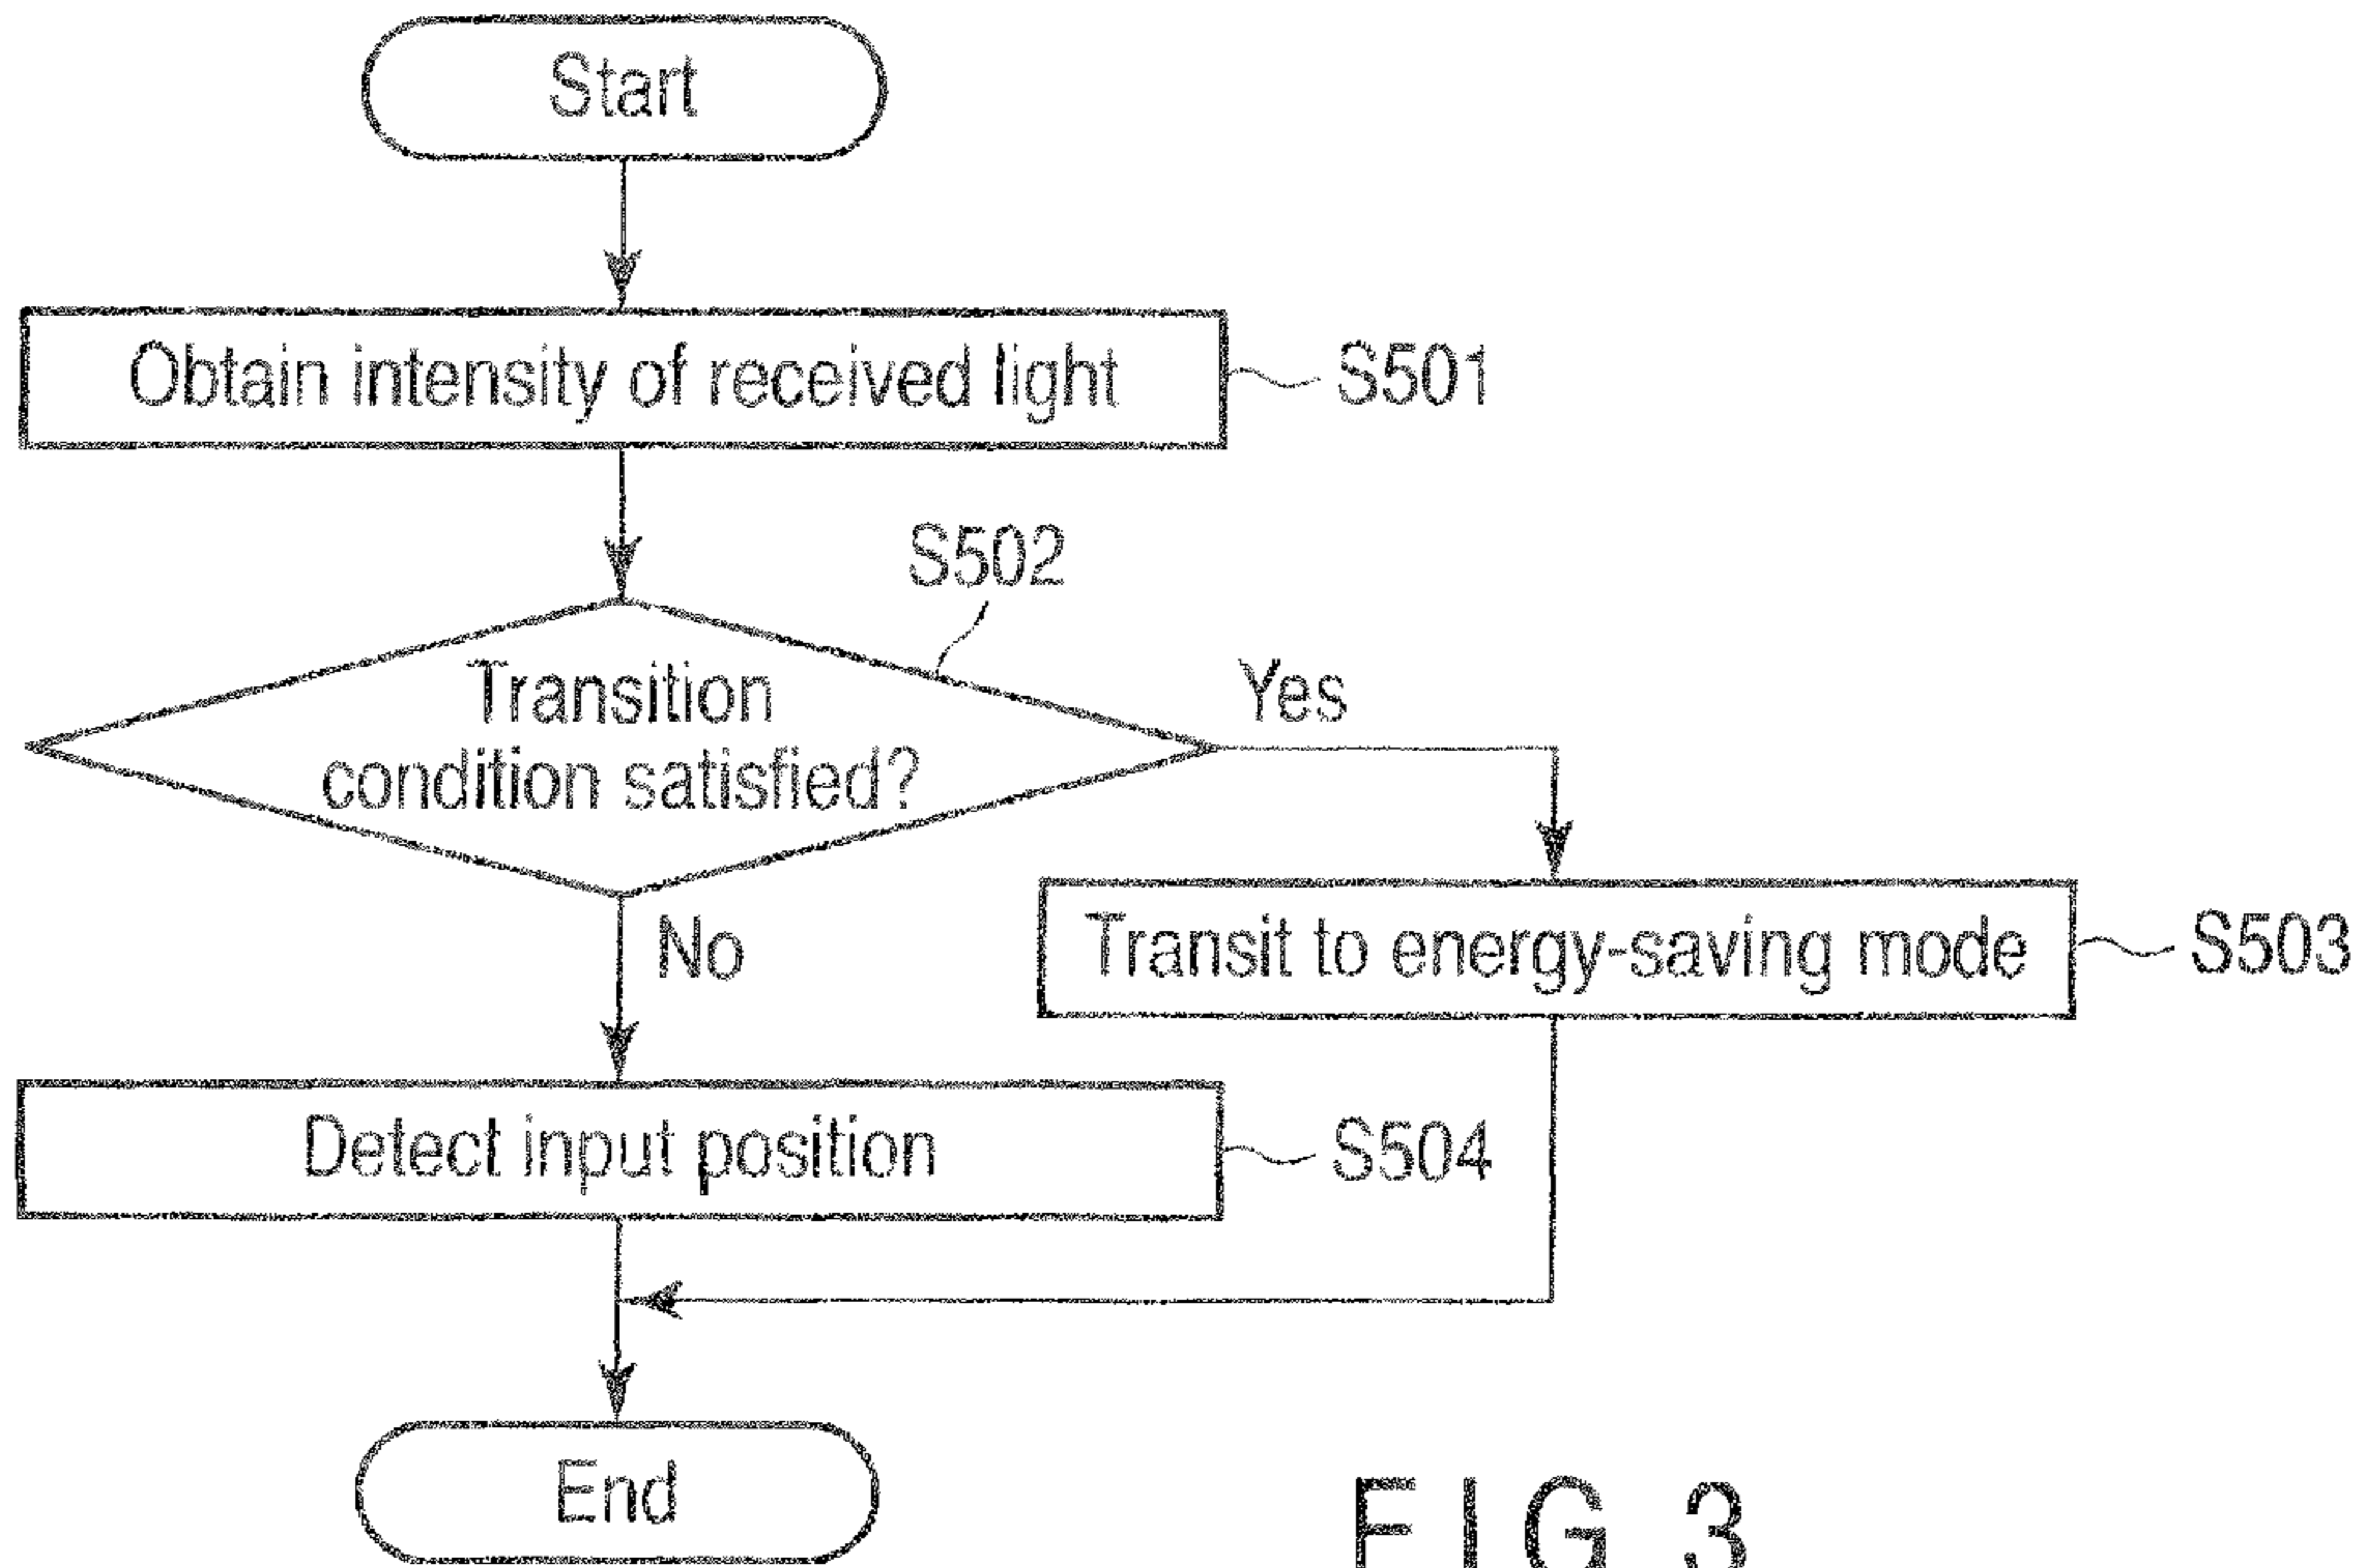 Start
Obtain intensity of received light
S501
S502
Transition
condition satisfied?
Yes
No
Transit to energy-saving mode
S503
Detect input position
S504
End
FIG. 3